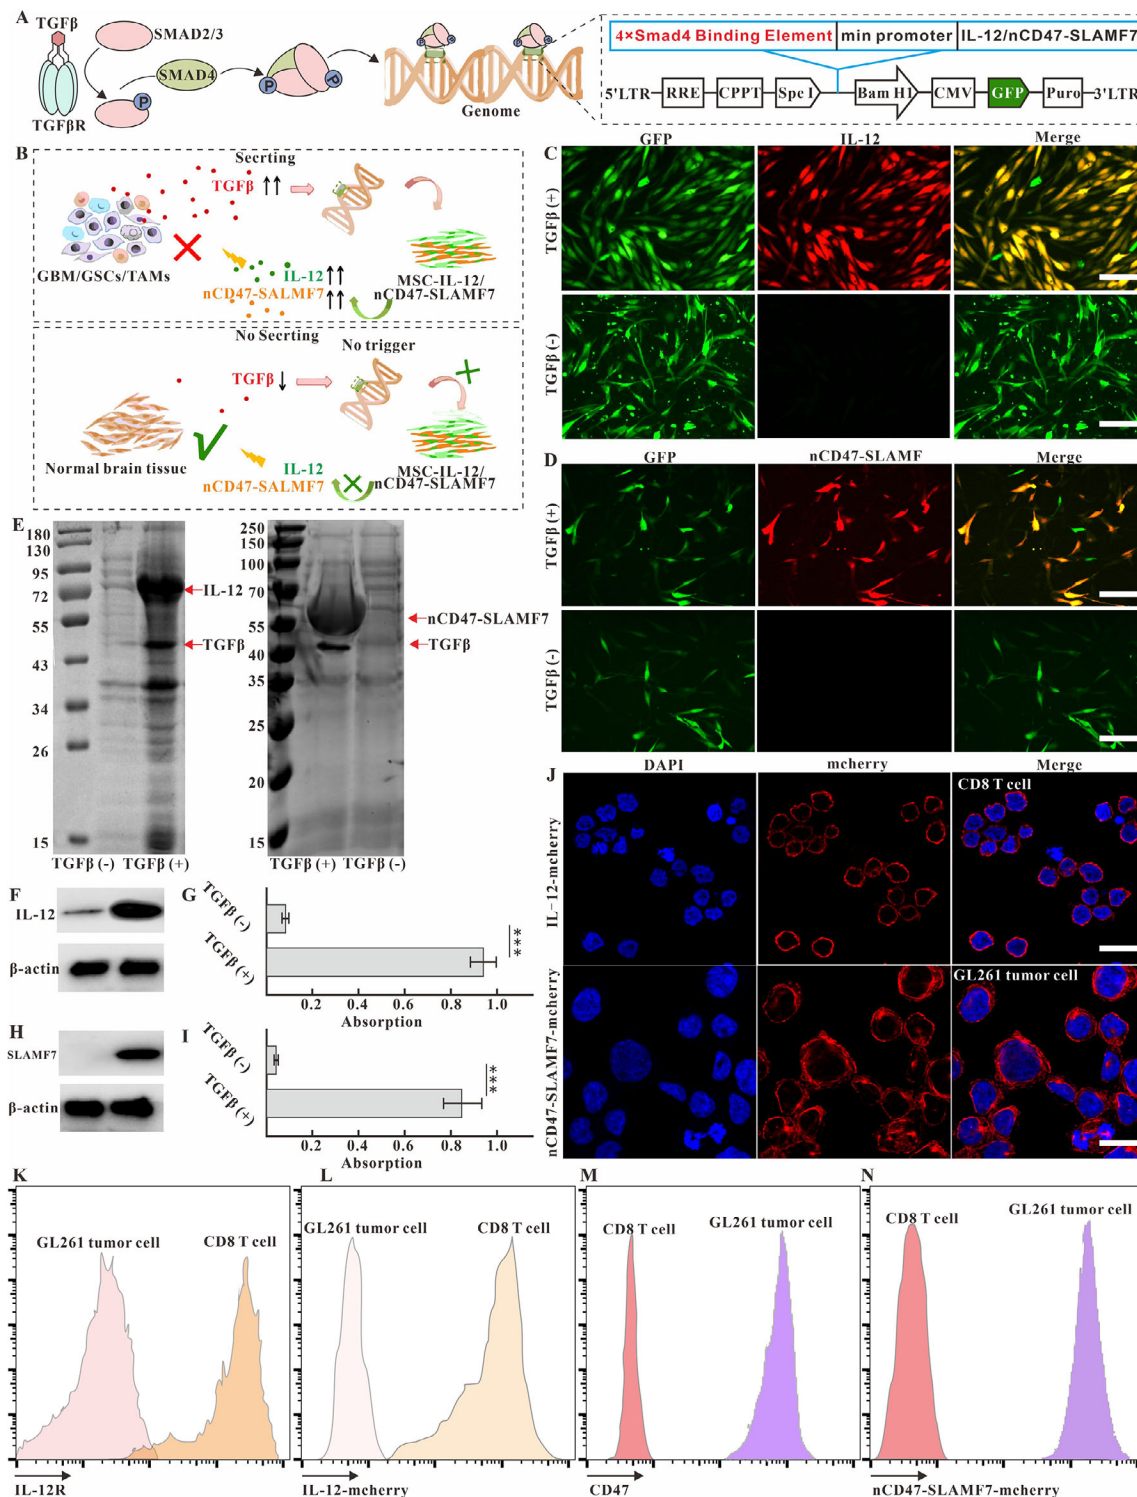 A
TGFβ
SMAD2/3
SMAD4
P
P
P
TGFβR
P
P
P
P
Genome
4×Smad4 Binding Element min promoter IL-12/nCD47-SLAMF7
5'LTR RRE CPPT Spe I Bam H1 CMV GFP Puro 3'LTR
B
Secrting
TGFβ
GBM/GSCs/TAMs
IL-12
nCD47-SALMF7
MSC-IL-12/
nCD47-SLAMF7
No Secrting
No trigger
TGFβ
Normal brain tissue
IL-12
nCD47-SALMF7
MSC-IL-12/
nCD47-SLAMF7
C
GFP IL-12 Merge
TGFβ (+)
TGFβ (-)
D
GFP nCD47-SLAMF Merge
TGFβ (+)
TGFβ (-)
E
180
130
95
72
55
43
34
26
15
IL-12
TGFβ
TGFβ (-) TGFβ (+)
250
150
100
70
55
40
35
25
20
15
nCD47-SLAMF7
TGFβ
TGFβ (+) TGFβ (-)
F
IL-12
β-actin
G
TGFβ (-)
TGFβ (+)
***
0.2 0.4 0.6 0.8 1.0
Absorption
H
SLAMF7
β-actin
I
TGFβ (-)
TGFβ (+)
***
0.2 0.4 0.6 0.8 1.0
Absorption
J
DAPI mcherry Merge
IL-12-mcherry
CD8 T cell
nCD47-SLAMF7-mcherry
GL261 tumor cell
K
GL261 tumor cell CD8 T cell
IL-12R
L
GL261 tumor cell CD8 T cell
IL-12-mcherry
M
CD8 T cell GL261 tumor cell
CD47
N
CD8 T cell GL261 tumor cell
nCD47-SLAMF7-mcherry